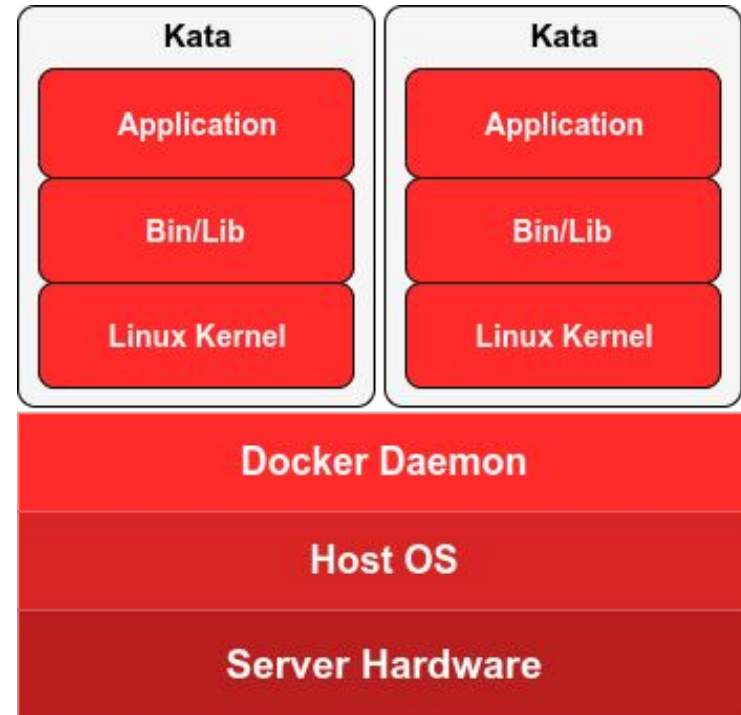 Kata
Application
Bin/Lib
Linux Kernel
Kata
Application
Bin/Lib
Linux Kernel
Docker Daemon
Host OS
Server Hardware